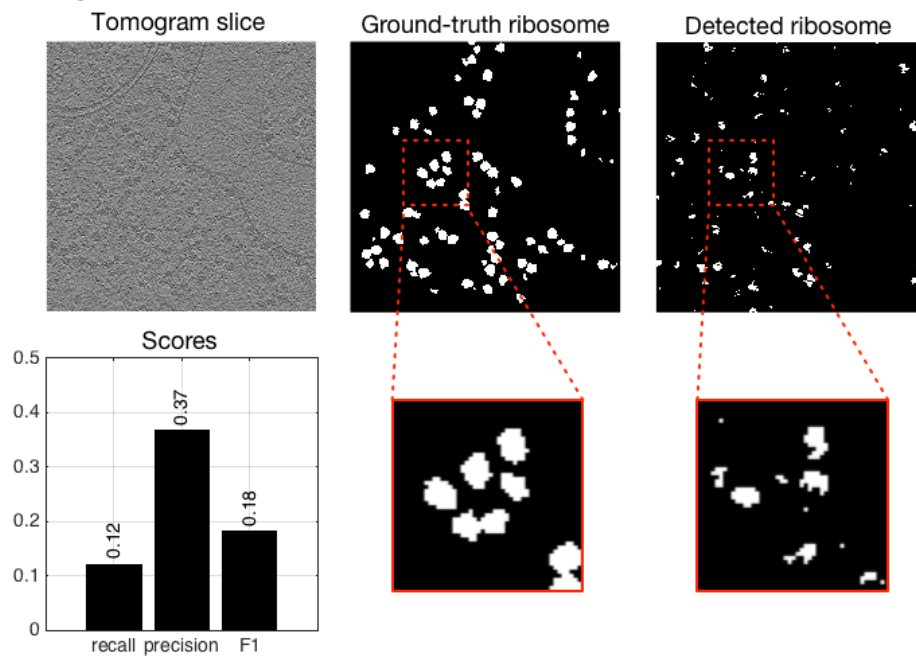 Tomogram slice
Ground-truth ribosome
Detected ribosome
Scores
0.5
0.4
0.3
0.2
0.1
0
0.12
0.37
0.18
recall precision F1